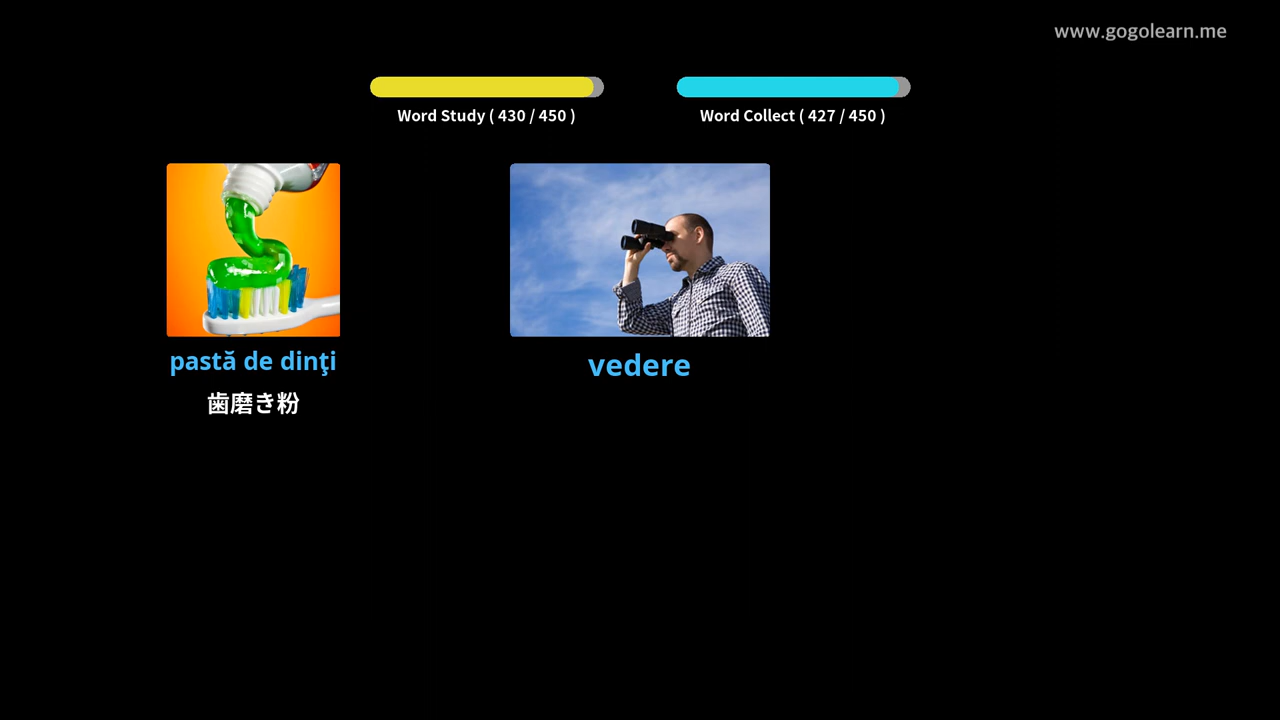 www.gogolearn.me
Word Study ( 430 / 450 )
Word Collect ( 427 / 450 )
pastă de dinţi
歯磨き粉
vedere